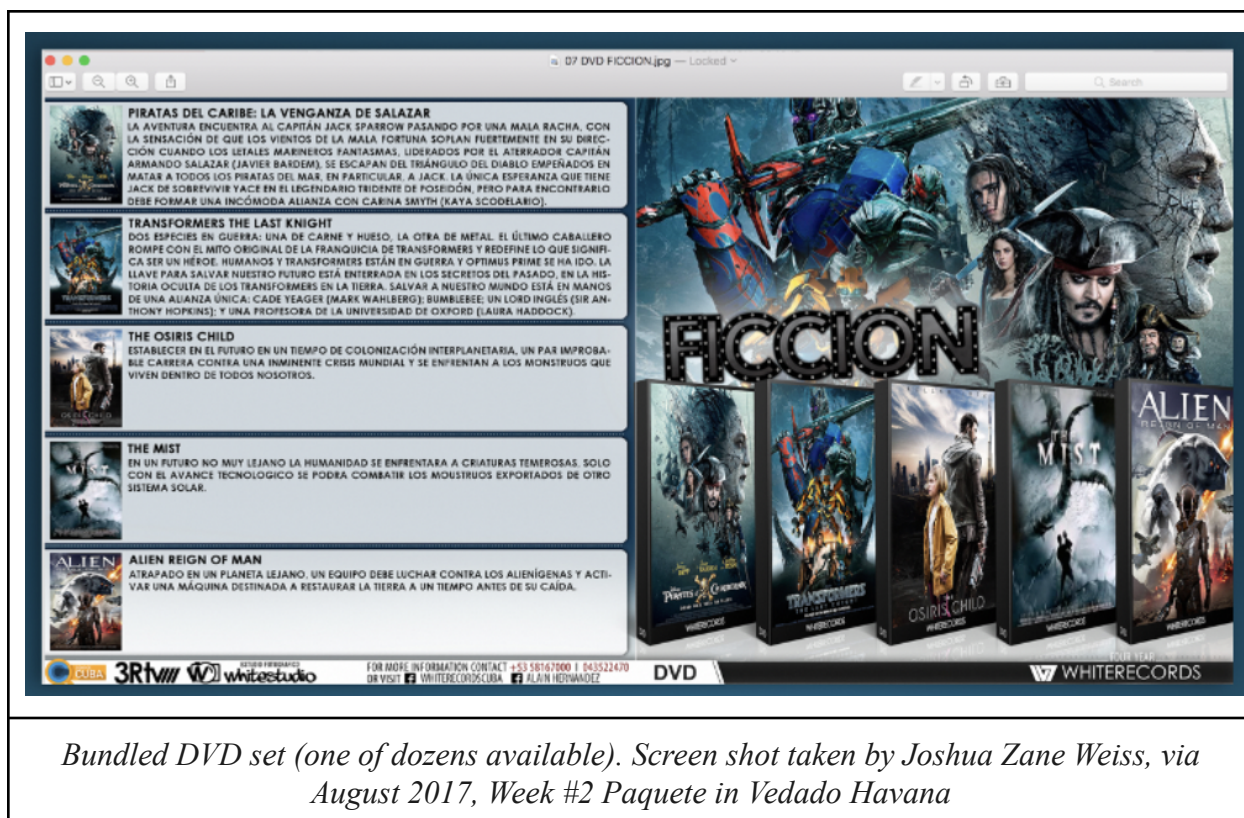 07 DVD FICCION.jpg — Locked
Search
PIRATAS DEL CARIBE: LA VENGANZA DE SALAZAR
LA AVENTURA ENCUENTRA AL CAPITÁN JACK SPARROW PASANDO POR UNA MALA RACHA, CON
LA SENSACIÓN DE QUE LOS VIENTOS DE LA MALA FORTUNA SOPLAN FUERTEMENTE EN SU DIREC-
CIÓN CUANDO LOS LETALES MARINEROS FANTASMAS, LIDERADOS POR EL ATERRADOR CAPITÁN
ARMANDO SALAZAR (JAVIER BARDEM), SE ESCAPAN DEL TRIÁNGULO DEL DIABLO EMPEÑADOS EN
MATAR A TODOS LOS PIRATAS DEL MAR, EN PARTICULAR, A JACK. LA ÚNICA ESPERANZA QUE TIENE
JACK DE SOBREVIVIR YACE EN EL LEGENDARIO TRIDENTE DE POSEIDÓN, PERO PARA ENCONTRARLO
DEBE FORMAR UNA INCÓMODA ALIANZA CON CARINA SMYTH (KAYA SCODELARIO).
TRANSFORMERS THE LAST KNIGHT
DOS ESPECIES EN GUERRA: UNA DE CARNE Y HUESO, LA OTRA DE METAL. EL ÚLTIMO CABALLERO
ROMPE CON EL MITO ORIGINAL DE LA FRANQUICIA DE TRANSFORMERS Y REDEFINE LO QUE SIGNIFI-
CA SER UN HÉROE. HUMANOS Y TRANSFORMERS ESTÁN EN GUERRA Y OPTIMUS PRIME SE HA IDO. LA
LLAVE PARA SALVAR NUESTRO FUTURO ESTÁ ENTERRADA EN LOS SECRETOS DEL PASADO, EN LA HIS-
TORIA OCULTA DE LOS TRANSFORMERS EN LA TIERRA. SALVAR A NUESTRO MUNDO ESTÁ EN MANOS
DE UNA ALIANZA ÚNICA: CADE YEAGER (MARK WAHLBERG); BUMBLEBEE; UN LORD INGLÉS (SIR AN-
THONY HOPKINS); Y UNA PROFESORA DE LA UNIVERSIDAD DE OXFORD (LAURA HADDOCK).
THE OSIRIS CHILD
ESTABLECER EN EL FUTURO EN UN TIEMPO DE COLONIZACIÓN INTERPLANETARIA, UN PAR IMPROBA-
BLE CARRERA CONTRA UNA INMINENTE CRISIS MUNDIAL Y SE ENFRENTAN A LOS MONSTRUOS QUE
VIVEN DENTRO DE TODOS NOSOTROS.
THE MIST
EN UN FUTURO NO MUY LEJANO LA HUMANIDAD SE ENFRENTARA A CRIATURAS TEMEROSAS, SOLO
CON EL AVANCE TECNOLOGICO SE PODRA COMBATIR LOS MOUSTRUOS EXPORTADOS DE OTRO
SISTEMA SOLAR.
ALIEN
ALIEN REIGN OF MAN
ATRAPADO EN UN PLANETA LEJANO, UN EQUIPO DEBE LUCHAR CONTRA LOS ALIENÍGENAS Y ACTI-
VAR UNA MÁQUINA DESTINADA A RESTAURAR LA TIERRA A UN TIEMPO ANTES DE SU CAÍDA.
FICCION
TRANSFORMERS
OSIRIS CHILD
MIST
ALIEN
REIGN OF MAN
WHITERECORDS
WHITERECORDS
WHITERECORDS
WHITERECORDS
WHITERECORDS
CUBA
3Rtv
whitestudio
FOR MORE INFORMATION CONTACT +53 58167000 | 043522470
OR VISIT WHITERECORDSCUBA ALAIN HERNÁNDEZ
DVD
FOUR YEAR
WHITERECORDS
Bundled DVD set (one of dozens available). Screen shot taken by Joshua Zane Weiss, via
August 2017, Week #2 Paquete in Vedado Havana